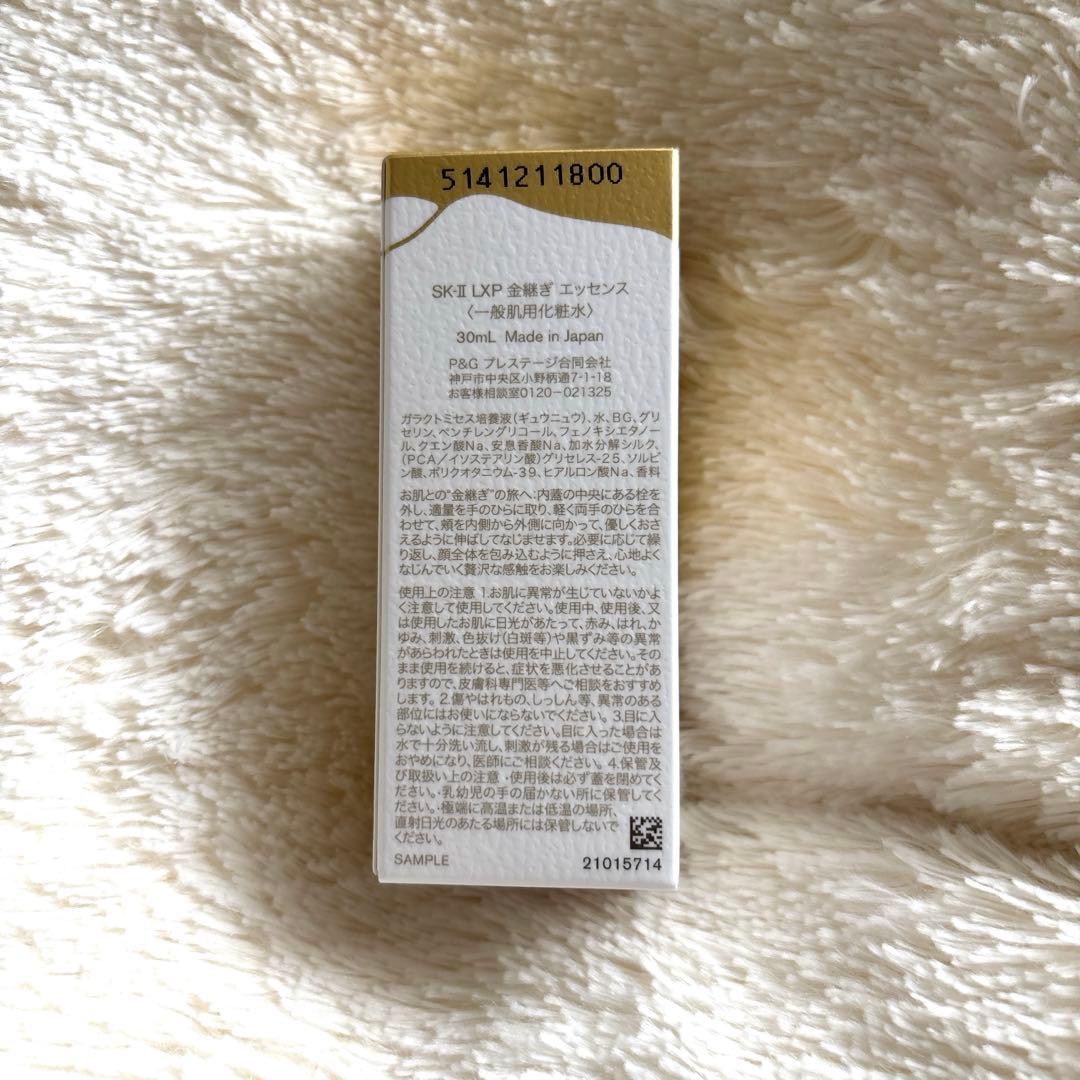 5141211800
SK-II LXP 金継ぎ エッセンス
〈一般肌用化粧水〉
30mL Made in Japan
P&G プレステージ合同会社
神戸市中央区小野柄通7-1-18
お客様相談室0120-021325
ガラクトミセス培養液(ギュウニュウ)、水、BG、グリ
セリン、ペンチレングリコール、フェノキシエタノー
ル、クエン酸Na、安息香酸Na、加水分解シルク、
(PCA/イソステアリン酸)グリセレス-25、ソルビ
ン酸、ポリクオタニウム-39、ヒアルロン酸Na、香料
お肌との“金継ぎ”の旅へ:内蓋の中央にある栓を
外し、適量を手のひらに取り、軽く両手のひらを合
わせて、頬を内側から外側に向かって、優しくおさ
えるように伸ばしてなじませます。必要に応じて繰
り返し、顔全体を包み込むように押さえ、心地よく
なじんでいく贅沢な感触をお楽しみください。
使用上の注意 1.お肌に異常が生じていないかよ
く注意して使用してください。使用中、使用後、又
は使用したお肌に日光があたって、赤み、はれ、か
ゆみ、刺激、色抜け(白斑等)や黒ずみ等の異常
があらわれたときは使用を中止してください。その
まま使用を続けると、症状を悪化させることがあ
りますので、皮膚科専門医等へご相談をおすすめ
します。2.傷やはれもの、しっしん等、異常のある
部位にはお使いにならないでください。3.目に入
らないように注意してください。目に入った場合は
水で十分洗い流し、刺激が残る場合はご使用を
おやめになり、医師にご相談ください。4.保管及
び取扱い上の注意・使用後は必ず蓋を閉めてく
ださい。・乳幼児の手の届かない所に保管してく
ださい。・極端に高温または低温の場所、
直射日光のあたる場所には保管しないで
ください。
SAMPLE
21015714